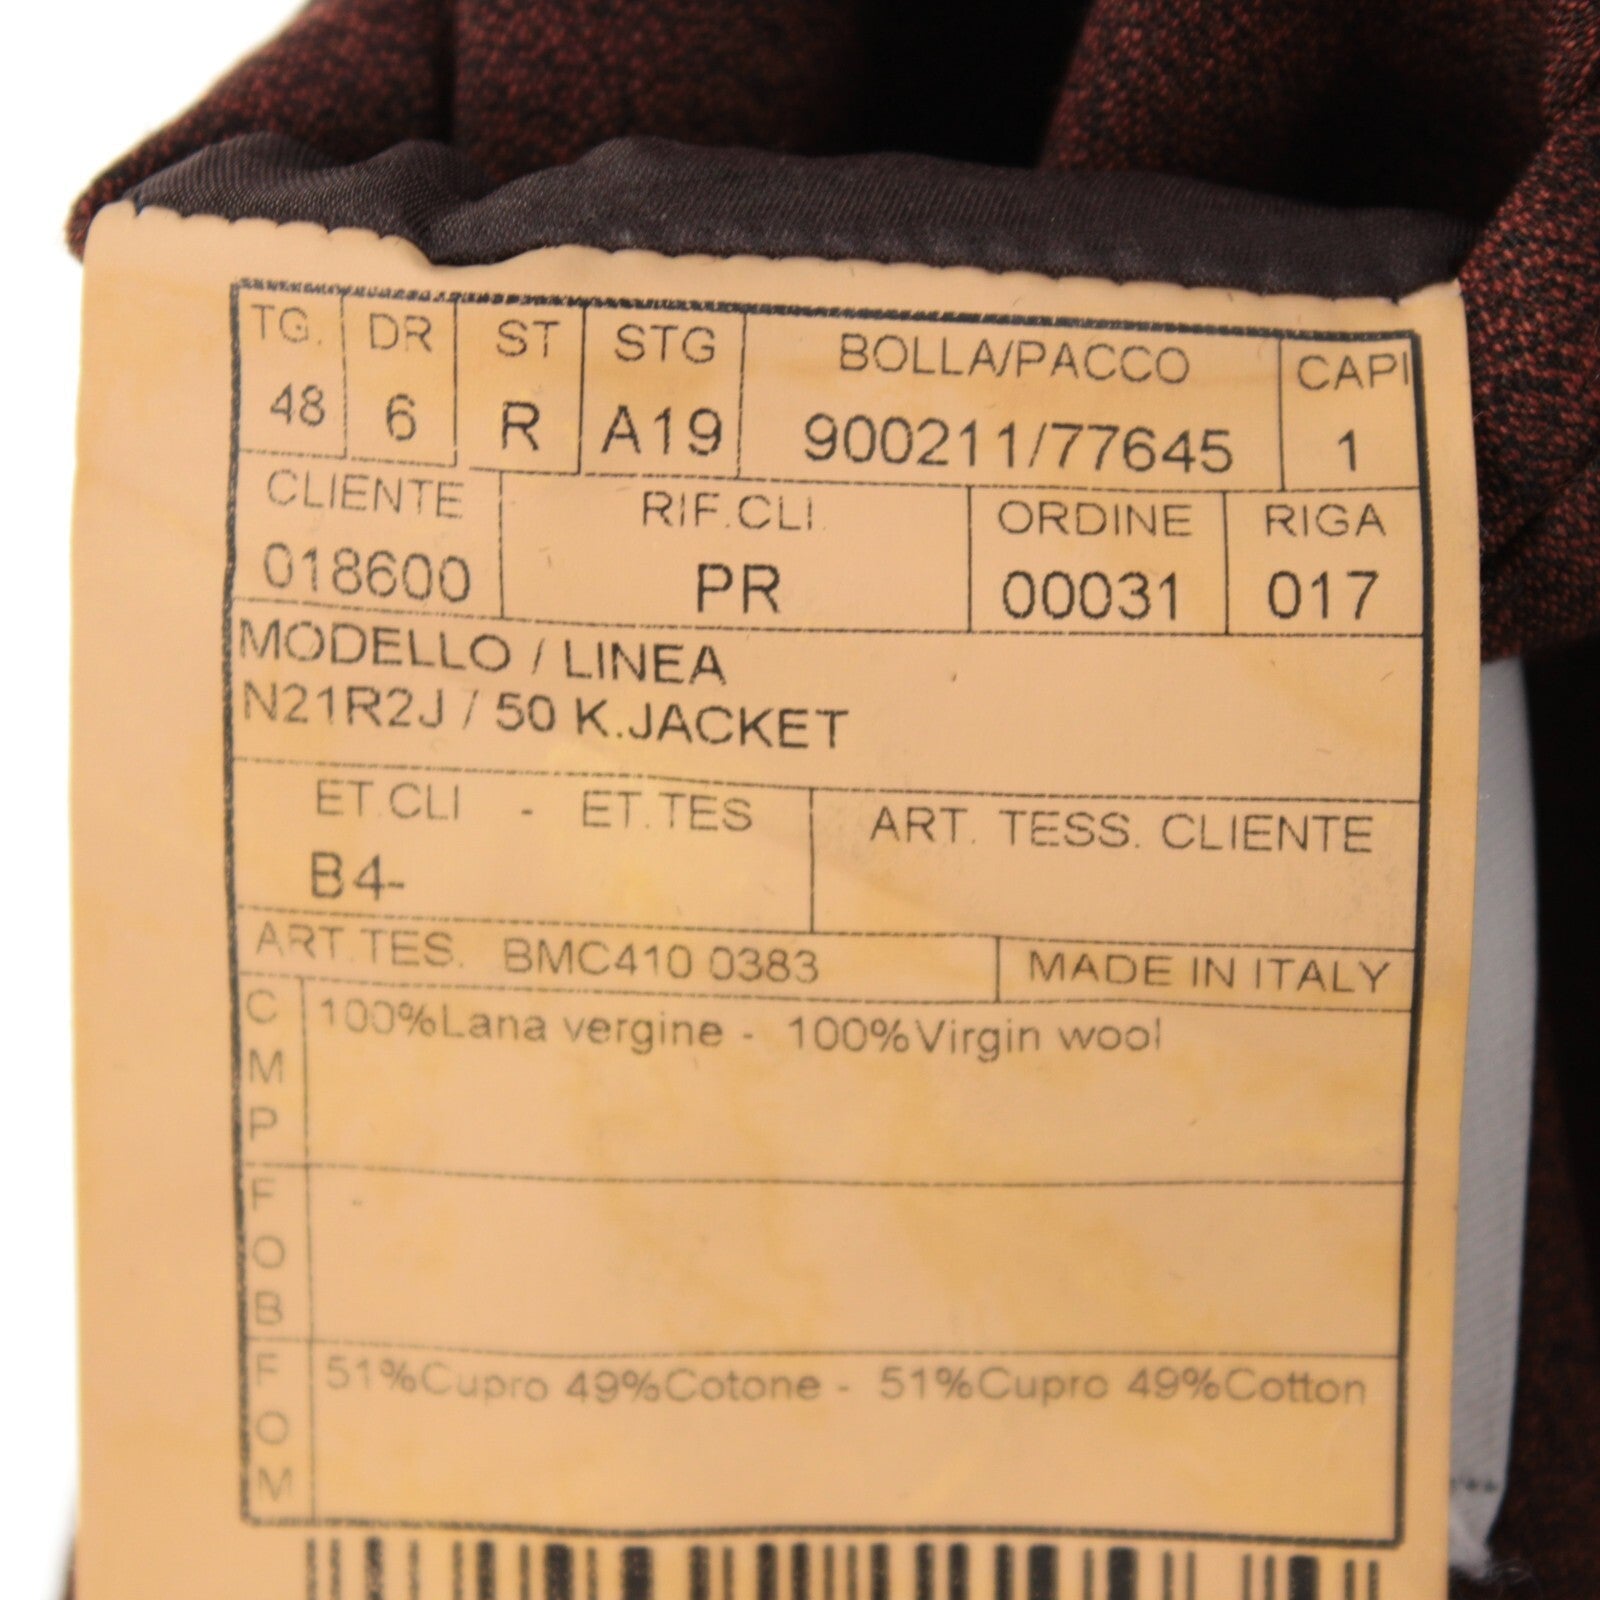 TG. DR ST STG BOLLA/PACCO CAPI
48 6 R A19 900211/77645 1
CLIENTE RIF.CLI. ORDINE RIGA
018600 PR 00031 017
MODELLO / LINEA
N21R2J / 50 K.JACKET
ET.CLI - ET.TES ART. TESS. CLIENTE
B4-
ART.TES. BMC410 0383 MADE IN ITALY
CMP 100%Lana vergine - 100%Virgin wool
FOB -
FOM 51%Cupro 49%Cotone - 51%Cupro 49%Cotton